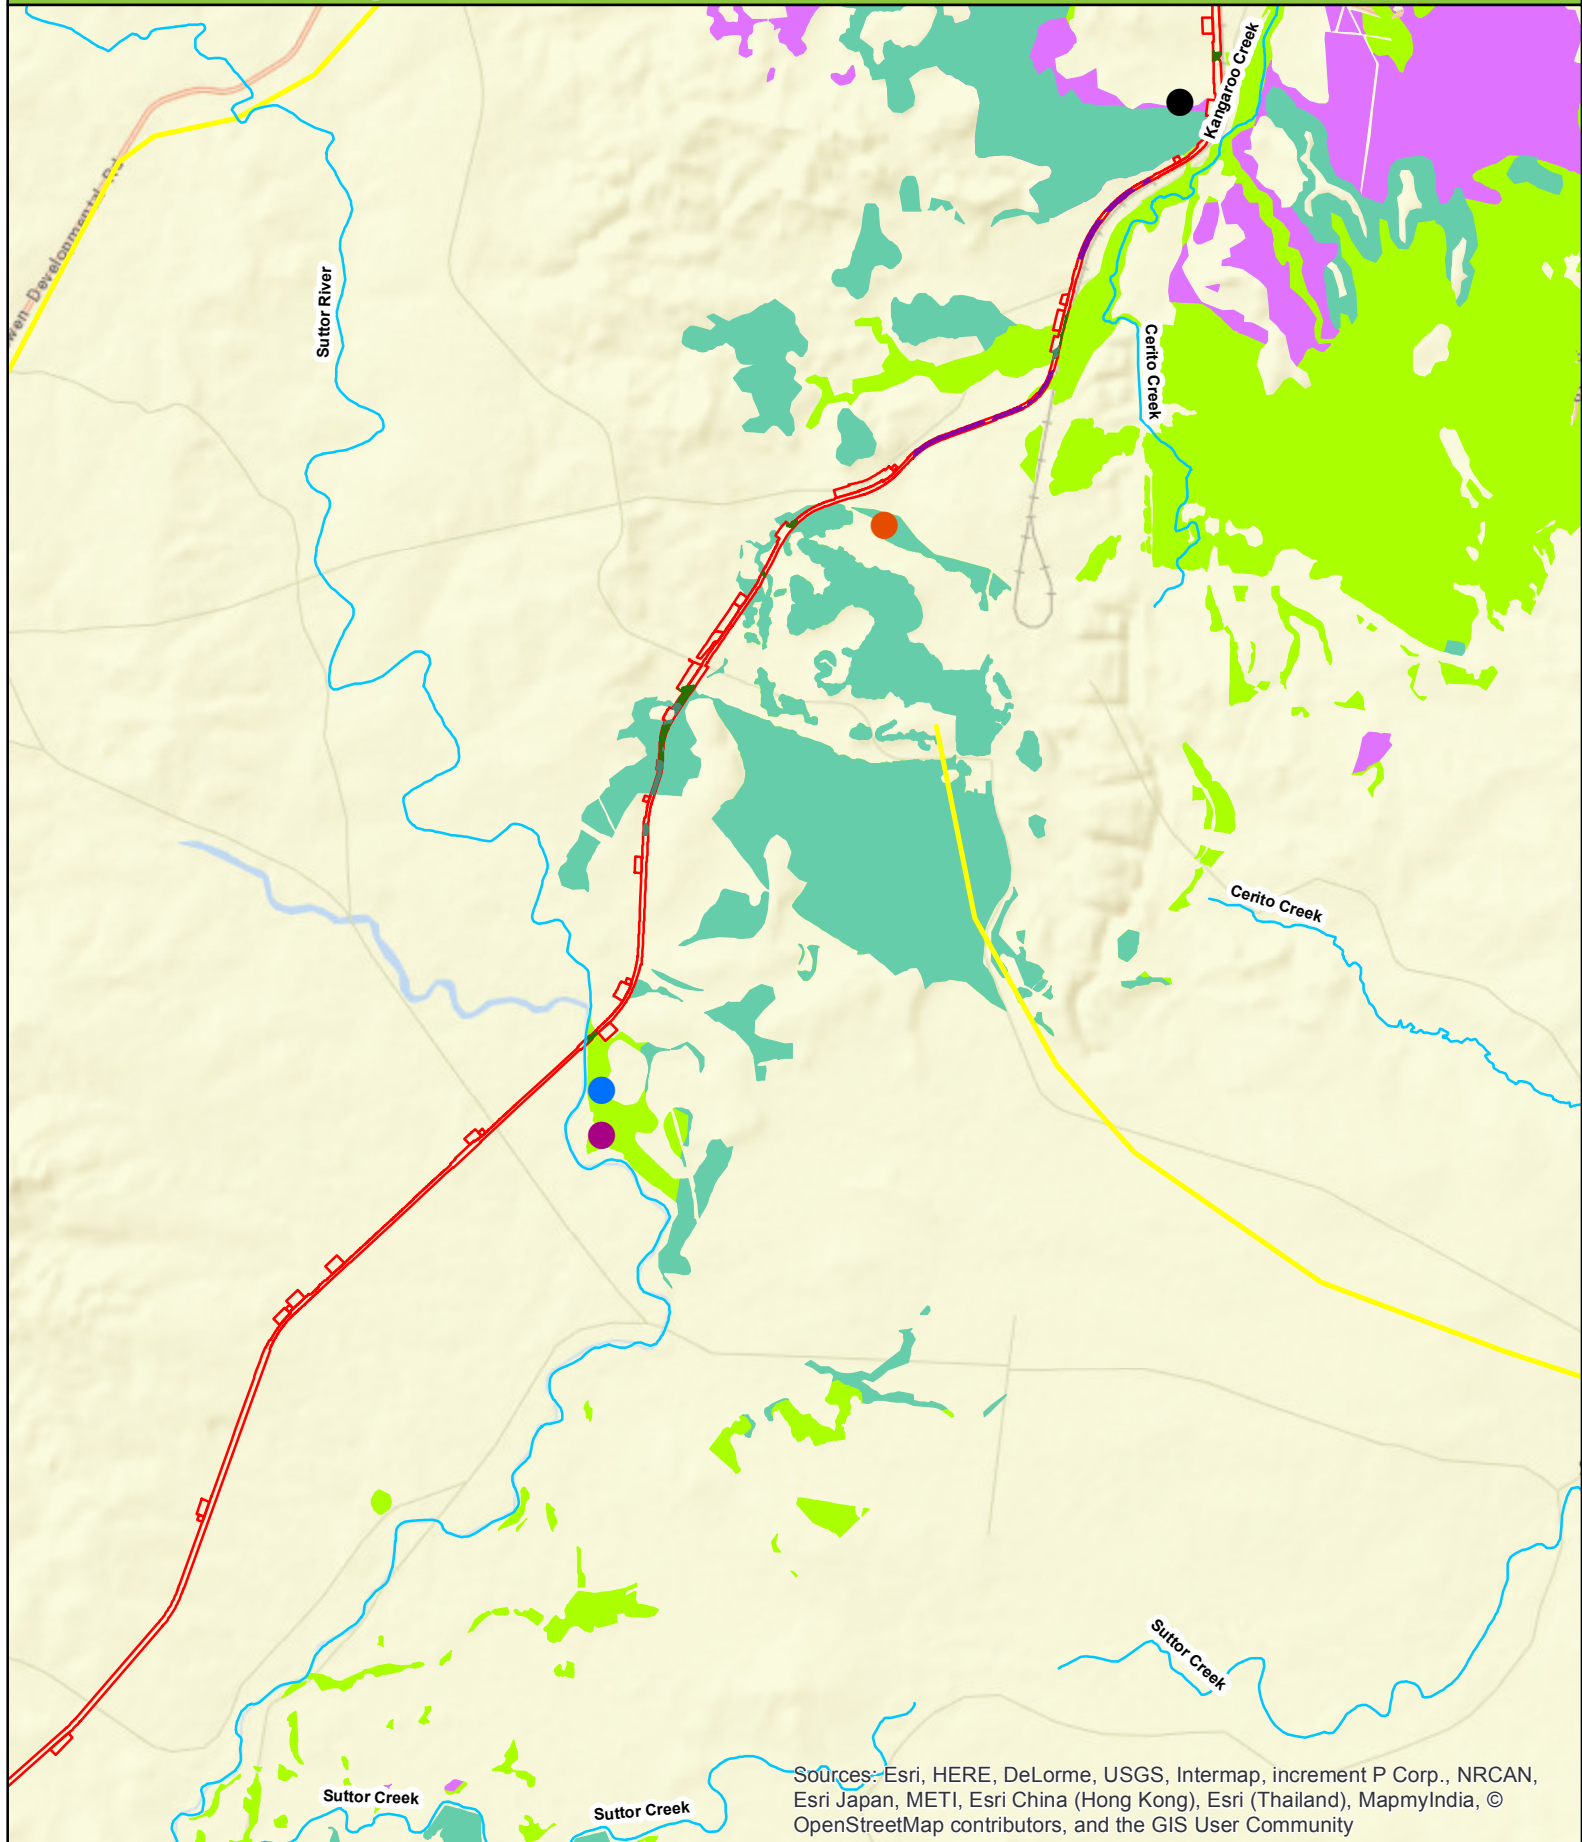 Kangaroo Creek
Developmental
Suttor River
Cerito Creek
Cerito Creek
Suttor Creek
Suttor Creek
Suttor Creek
Sources: Esri, HERE, DeLorme, USGS, Intermap, increment P Corp., NRCAN,
Esri Japan, METI, Esri China (Hong Kong), Esri (Thailand), MapmyIndia, ©
OpenStreetMap contributors, and the GIS User Community